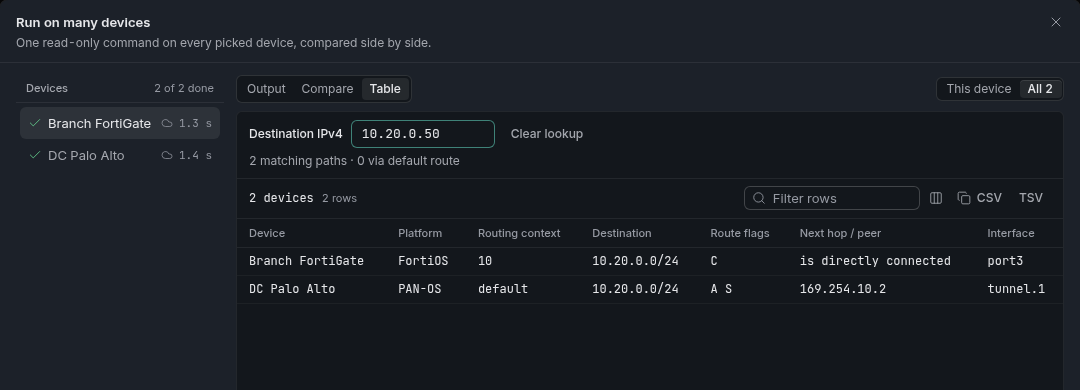 Run on many devices
One read-only command on every picked device, compared side by side.
Devices 2 of 2 done
Branch FortiGate 1.3 s
DC Palo Alto 1.4 s
Output Compare Table
This device All 2
Destination IPv4 10.20.0.50 Clear lookup
2 matching paths · 0 via default route
2 devices 2 rows Filter rows CSV TSV
Device Platform Routing context Destination Route flags Next hop / peer Interface
Branch FortiGate FortiOS 10 10.20.0.0/24 C is directly connected port3
DC Palo Alto PAN-OS default 10.20.0.0/24 A S 169.254.10.2 tunnel.1